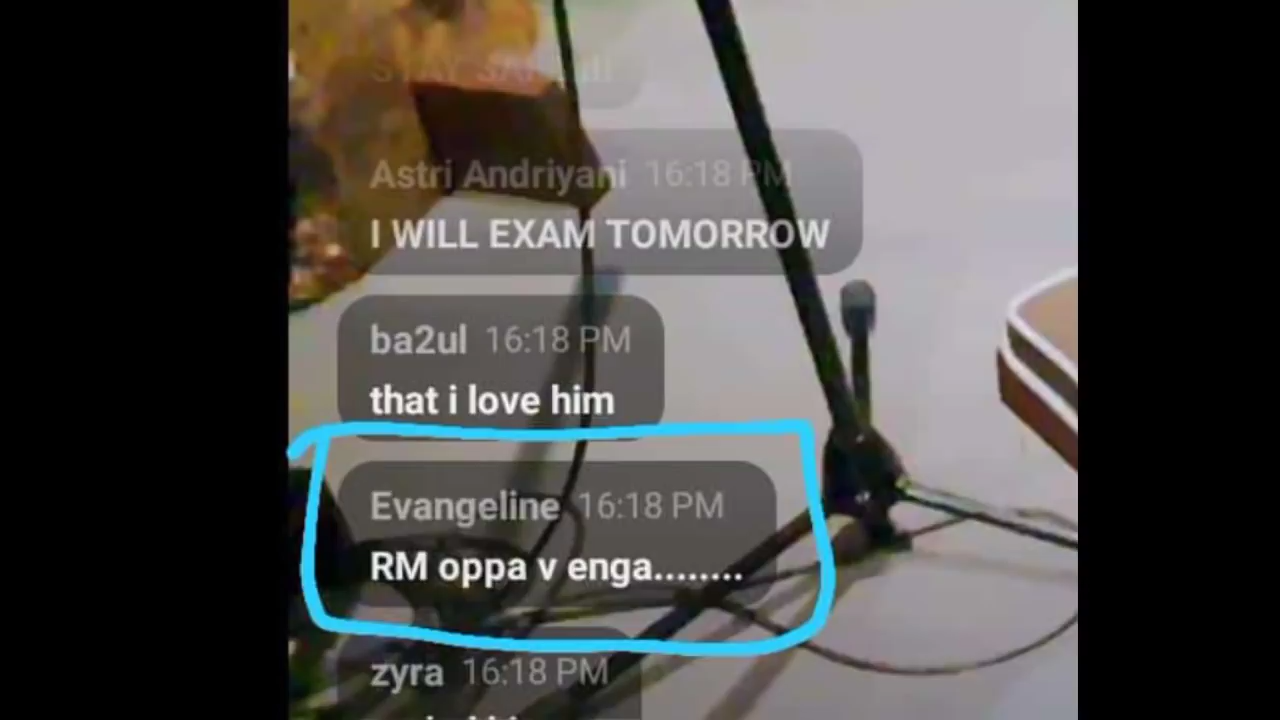 Astri Andriyani 16:18 PM
I WILL EXAM TOMORROW
ba2ul 16:18 PM
that i love him
Evangeline 16:18 PM
RM oppa v enga........
zyra 16:18 PM